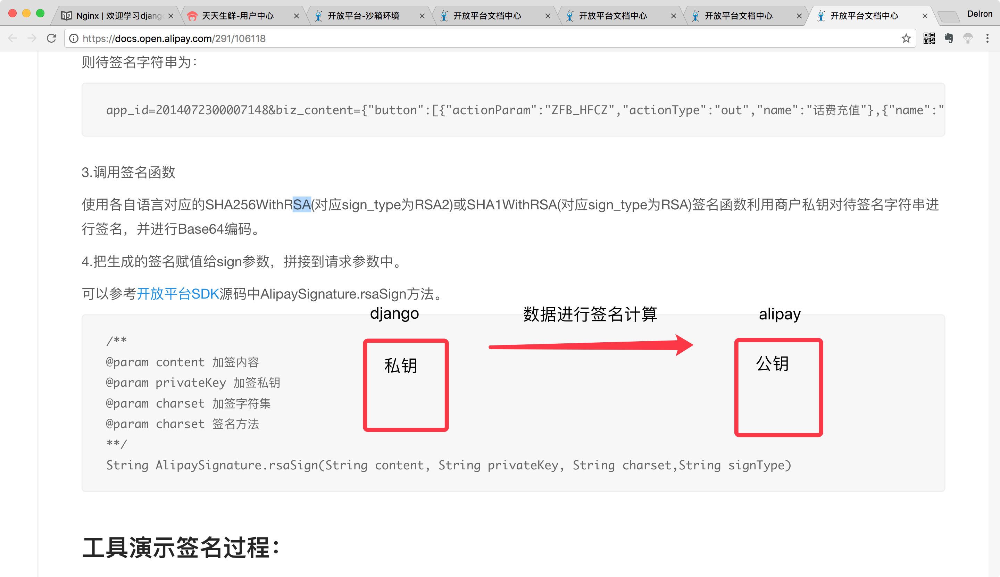 Nginx | 欢迎学习djang
天天生鲜-用户中心
开放平台-沙箱环境
开放平台文档中心
开放平台文档中心
开放平台文档中心
开放平台文档中心
Delron
https://docs.open.alipay.com/291/106118
则待签名字符串为：
app_id=2014072300007148&biz_content={"button":[{"actionParam":"ZFB_HFCZ","actionType":"out","name":"话费充值"},{"name":"
3.调用签名函数
使用各自语言对应的SHA256WithRSA(对应sign_type为RSA2)或SHA1WithRSA(对应sign_type为RSA)签名函数利用商户私钥对待签名字符串进
行签名，并进行Base64编码。
4.把生成的签名赋值给sign参数，拼接到请求参数中。
可以参考开放平台SDK源码中AlipaySignature.rsaSign方法。
django
数据进行签名计算
alipay
私钥
公钥
/**
@param content 加签内容
@param privateKey 加签私钥
@param charset 加签字符集
@param charset 签名方法
**/
String AlipaySignature.rsaSign(String content, String privateKey, String charset,String signType)
工具演示签名过程：